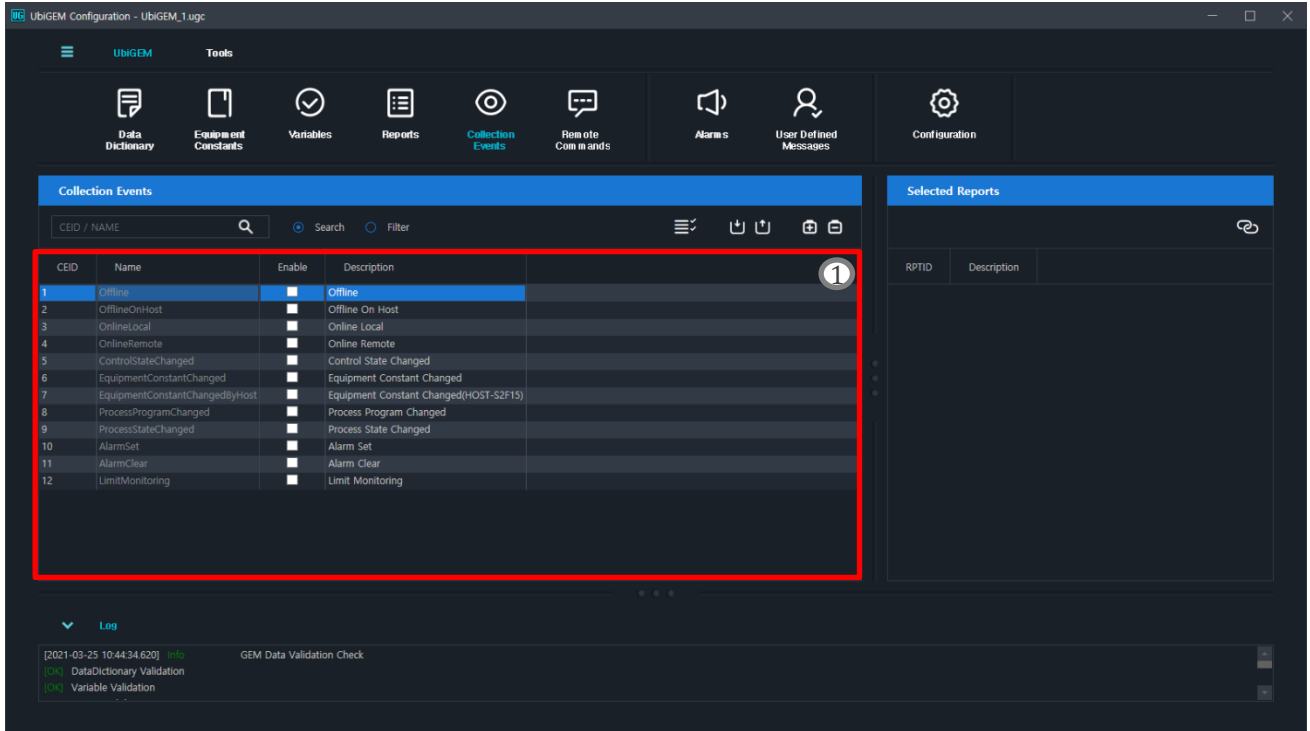 UG UbiGEM Configuration - UbiGEM_1.ugc
UbiGEM Tools
Data Dictionary
Equipment Constants
Variables
Reports
Collection Events
Remote Commands
Alarms
User Defined Messages
Configuration
Collection Events
CEID / NAME Search Filter
CEID Name Enable Description
①
1 Offline Offline
2 OfflineOnHost Offline On Host
3 OnlineLocal Online Local
4 OnlineRemote Online Remote
5 ControlStateChanged Control State Changed
6 EquipmentConstantChanged Equipment Constant Changed
7 EquipmentConstantChangedByHost Equipment Constant Changed(HOST-S2F15)
8 ProcessProgramChanged Process Program Changed
9 ProcessStateChanged Process State Changed
10 AlarmSet Alarm Set
11 AlarmClear Alarm Clear
12 LimitMonitoring Limit Monitoring
Selected Reports
RPTID Description
Log
[2021-03-25 10:44:34.620] Info GEM Data Validation Check
[OK] DataDictionary Validation
[OK] Variable Validation